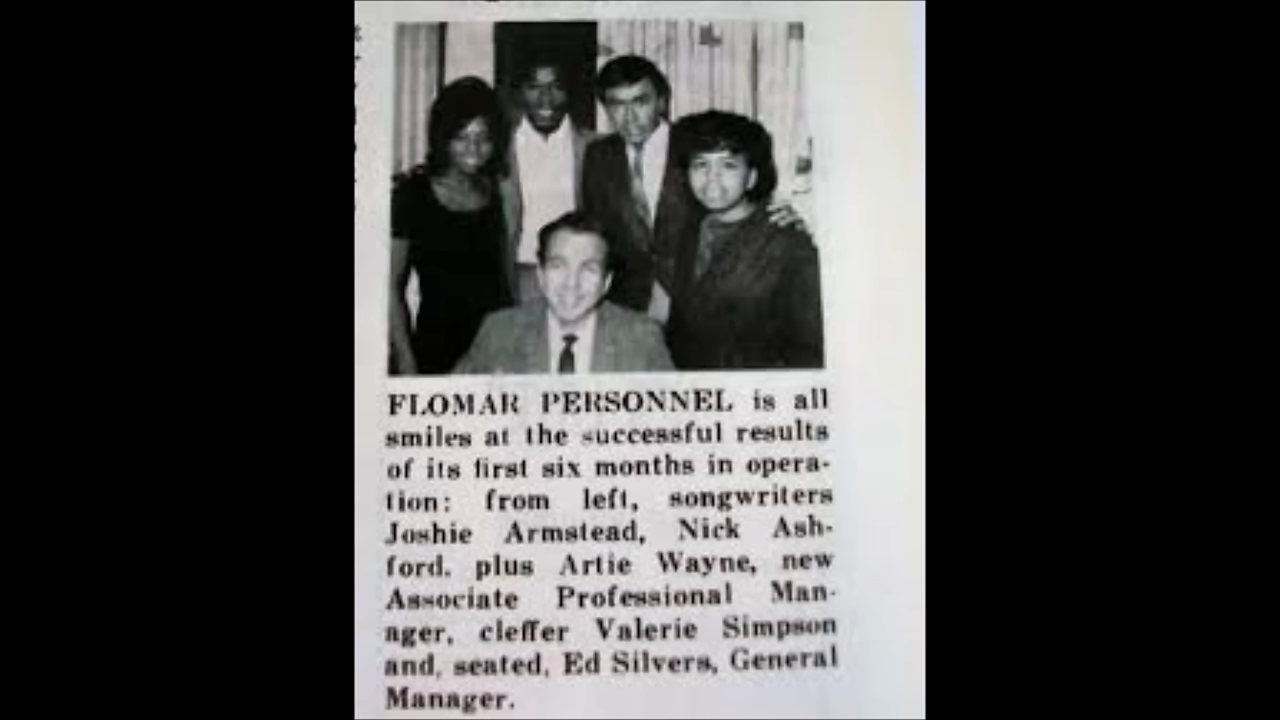 FLOMAR PERSONNEL is all
smiles at the successful results
of its first six months in opera-
tion: from left, songwriters
Joshie Armstead, Nick Ash-
ford, plus Artie Wayne, new
Associate Professional Man-
ager, cleffer Valerie Simpson
and, seated, Ed Silvers, General
Manager.